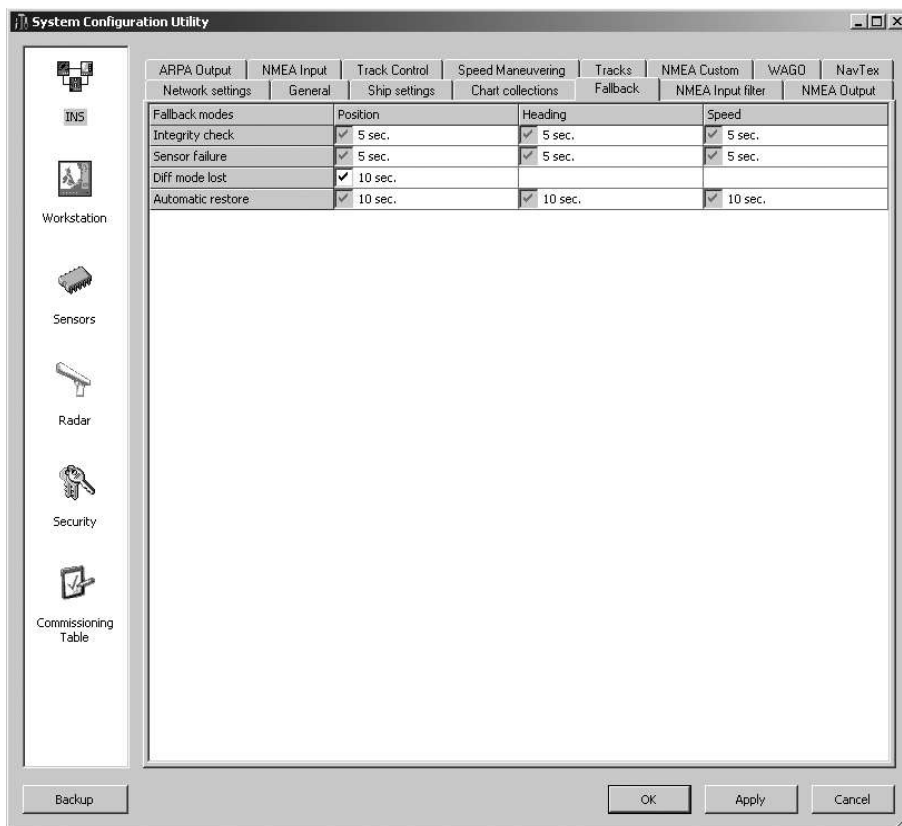 System Configuration Utility
INS
Workstation
Sensors
Radar
Security
Commissioning
Table
ARPA Output NMEA Input Track Control Speed Maneuvering Tracks NMEA Custom WAGO NavTex
Network settings General Ship settings Chart collections Fallback NMEA Input filter NMEA Output
Fallback modes Position Heading Speed
Integrity check 5 sec. 5 sec. 5 sec.
Sensor failure 5 sec. 5 sec. 5 sec.
Diff mode lost 10 sec.
Automatic restore 10 sec. 10 sec. 10 sec.
Backup OK Apply Cancel